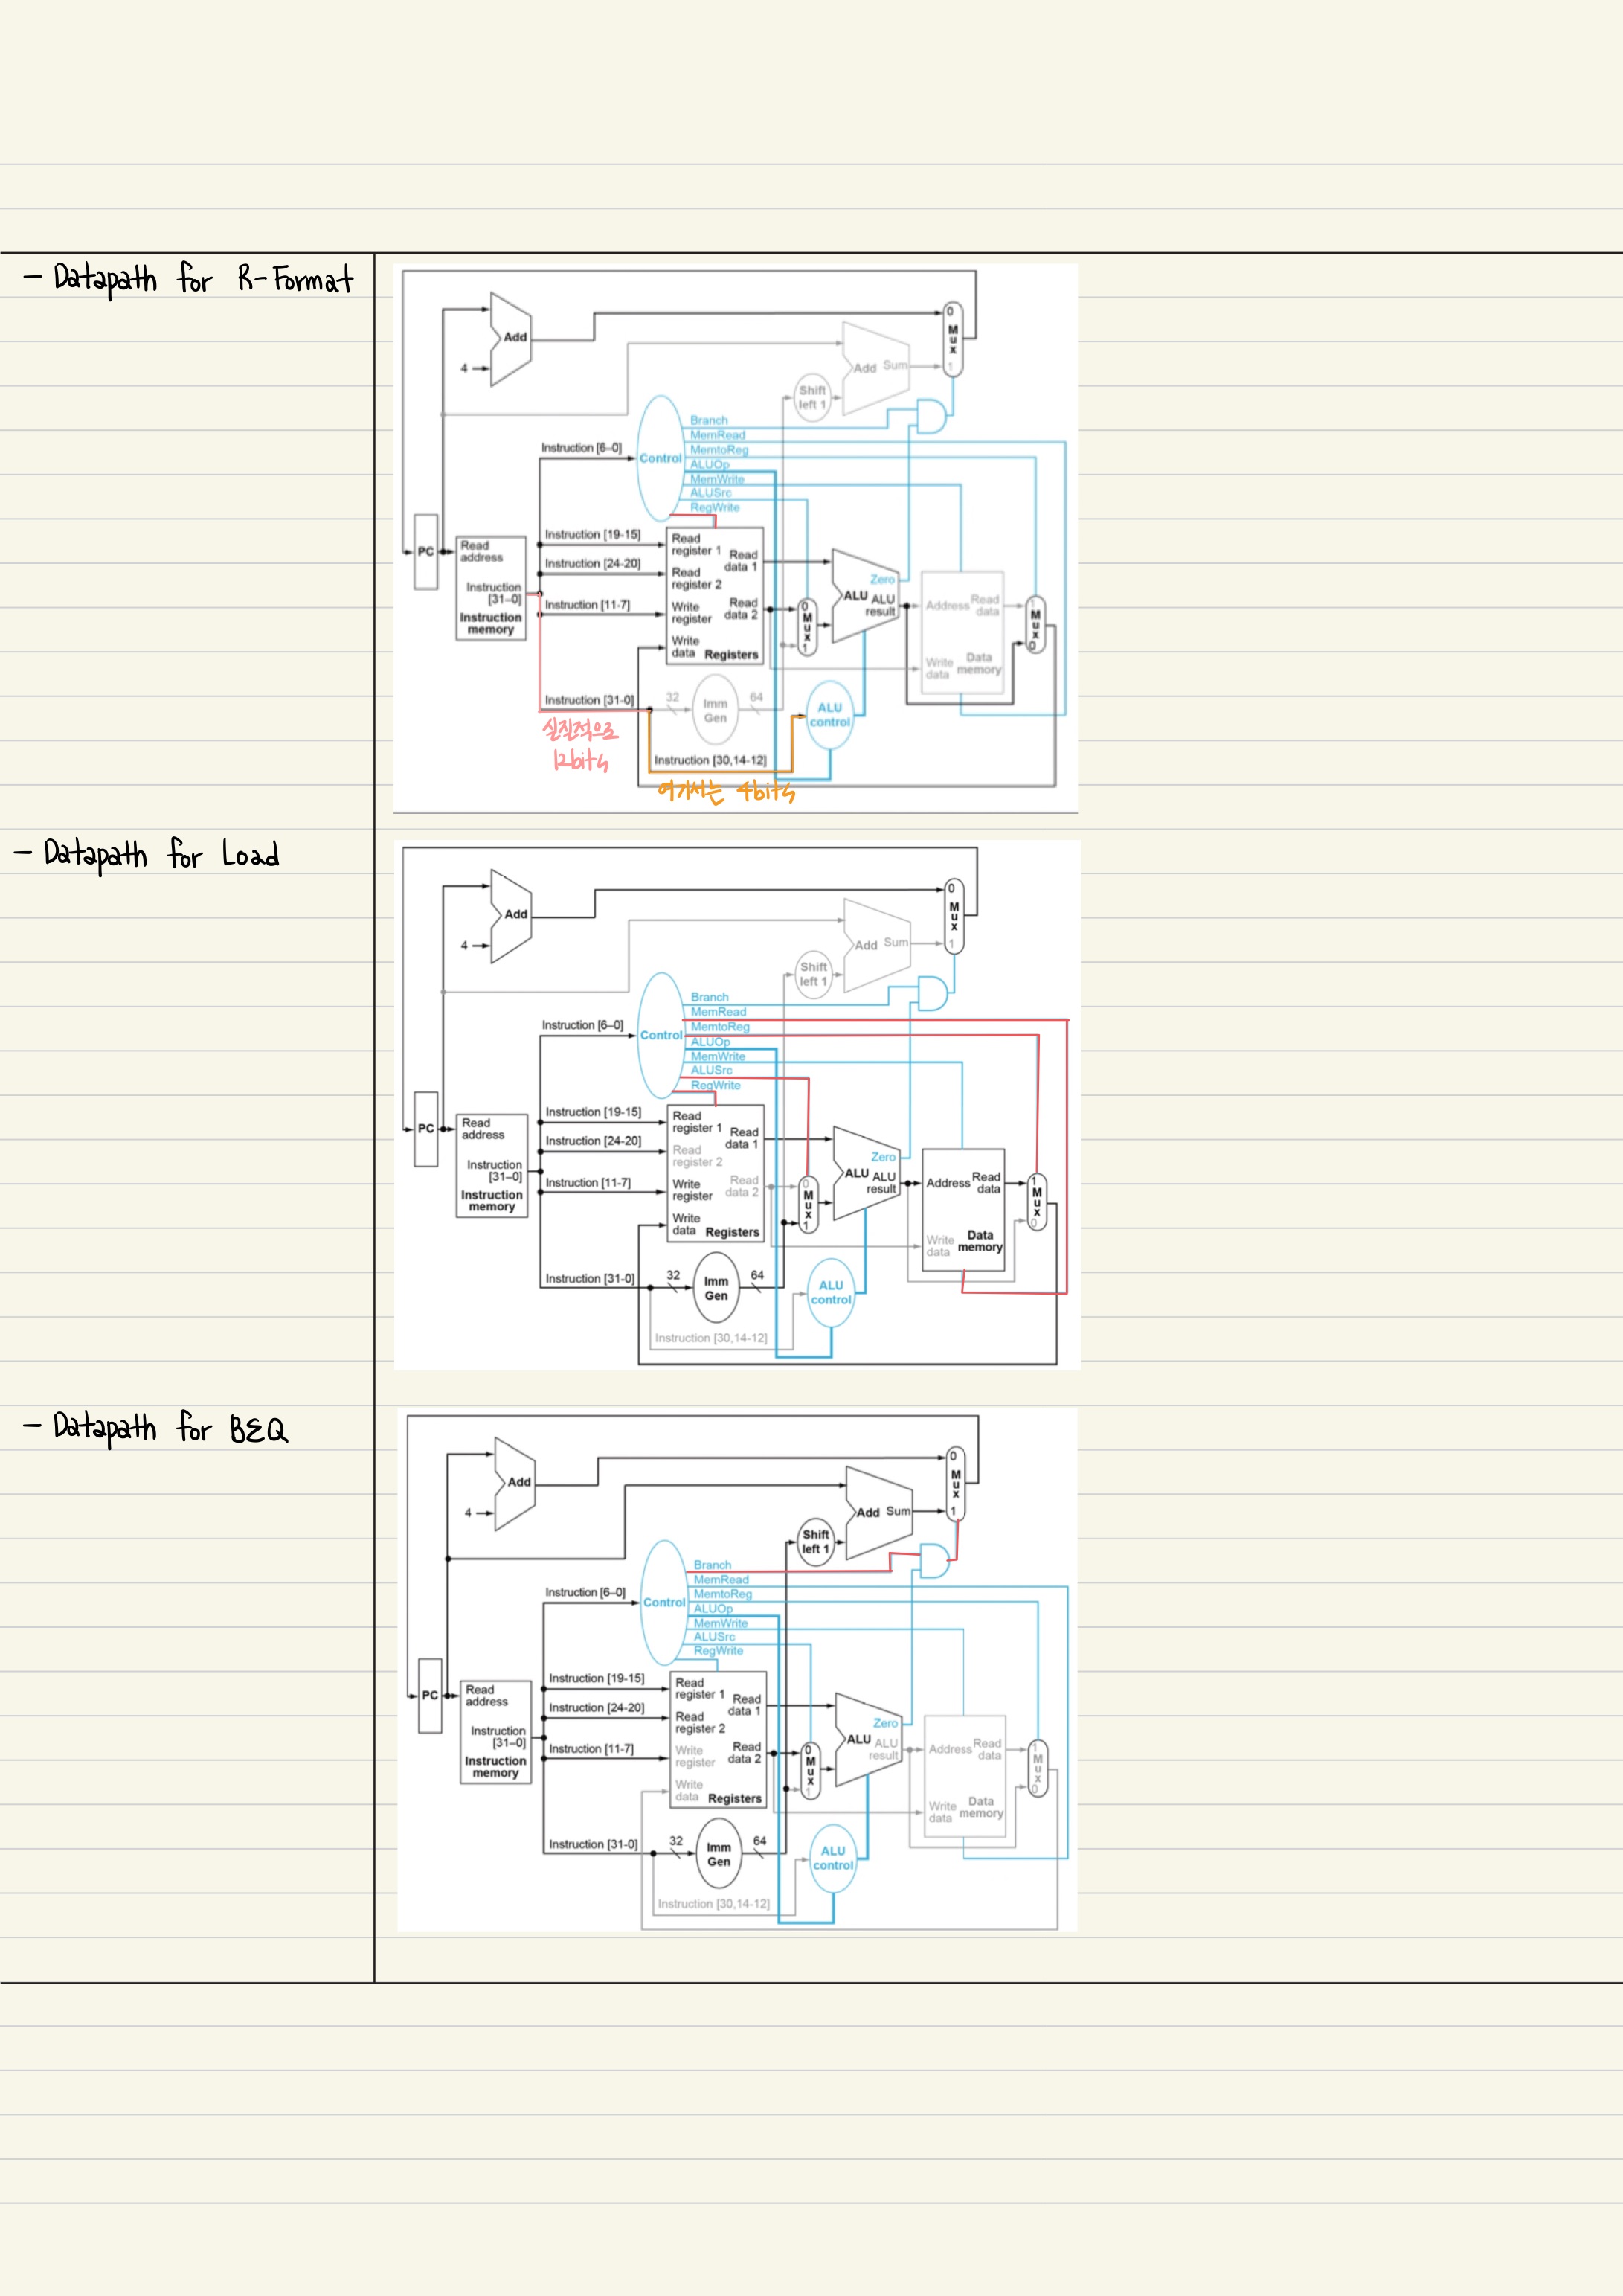 - Datapath for R-Format
Add
4
0
Mux
1
Add Sum
Shift
left 1
Branch
MemRead
MemtoReg
ALUOp
MemWrite
ALUSrc
RegWrite
Control
Instruction [6-0]
Instruction [19-15]
Instruction [24-20]
Instruction [11-7]
PC
Read
address
Instruction
[31-0]
Instruction
memory
Read
register 1
Read
register 2
Write
register
Write
data
Read
data 1
Read
data 2
Registers
0
Mux
1
Zero
ALU ALU
result
Address
Read
data
Write
data
Data
memory
1
Mux
0
Instruction [31-0]
32
Imm
Gen
64
ALU
control
실질적으로
12bits
Instruction [30,14-12]
여기서는 4bits
- Datapath for Load
Add
4
0
Mux
1
Add Sum
Shift
left 1
Branch
MemRead
MemtoReg
ALUOp
MemWrite
ALUSrc
RegWrite
Control
Instruction [6-0]
Instruction [19-15]
Instruction [24-20]
Instruction [11-7]
PC
Read
address
Instruction
[31-0]
Instruction
memory
Read
register 1
Read
register 2
Write
register
Write
data
Read
data 1
Read
data 2
Registers
0
Mux
1
Zero
ALU ALU
result
Address
Read
data
Write
data
Data
memory
1
Mux
0
Instruction [31-0]
32
Imm
Gen
64
ALU
control
Instruction [30,14-12]
- Datapath for BEQ
Add
4
0
Mux
1
Add Sum
Shift
left 1
Branch
MemRead
MemtoReg
ALUOp
MemWrite
ALUSrc
RegWrite
Control
Instruction [6-0]
Instruction [19-15]
Instruction [24-20]
Instruction [11-7]
PC
Read
address
Instruction
[31-0]
Instruction
memory
Read
register 1
Read
register 2
Write
register
Write
data
Read
data 1
Read
data 2
Registers
0
Mux
1
Zero
ALU ALU
result
Address
Read
data
Write
data
Data
memory
1
Mux
0
Instruction [31-0]
32
Imm
Gen
64
ALU
control
Instruction [30,14-12]